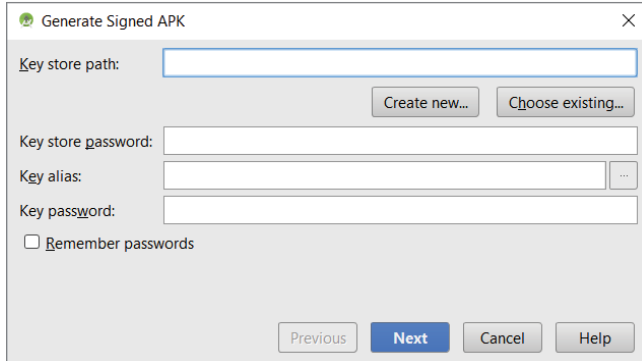 Generate Signed APK
Key store path:
Create new... Choose existing...
Key store password:
Key alias: ...
Key password:
Remember passwords
Previous Next Cancel Help